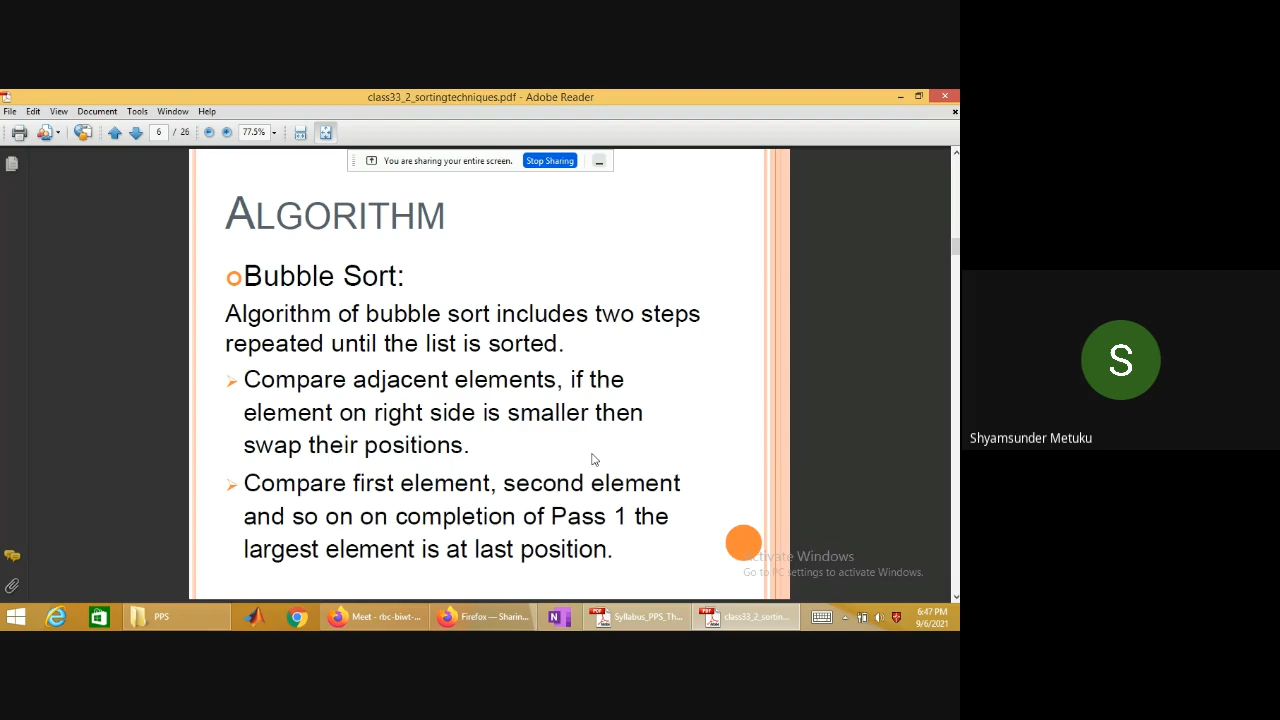 class33_2_sortingtechniques.pdf - Adobe Reader
File Edit View Document Tools Window Help
6 / 26 77.5%
You are sharing your entire screen. Stop Sharing
ALGORITHM
Bubble Sort:
Algorithm of bubble sort includes two steps
repeated until the list is sorted.
Compare adjacent elements, if the
element on right side is smaller then
swap their positions.
Compare first element, second element
and so on on completion of Pass 1 the
largest element is at last position.
Activate Windows
Go to PC settings to activate Windows.
S
Shyamsunder Metuku
PPS
Meet - rbc-biwt-...
Firefox — Sharin...
Syllabus_PPS_Th...
class33_2_sortin...
6:47 PM
9/6/2021